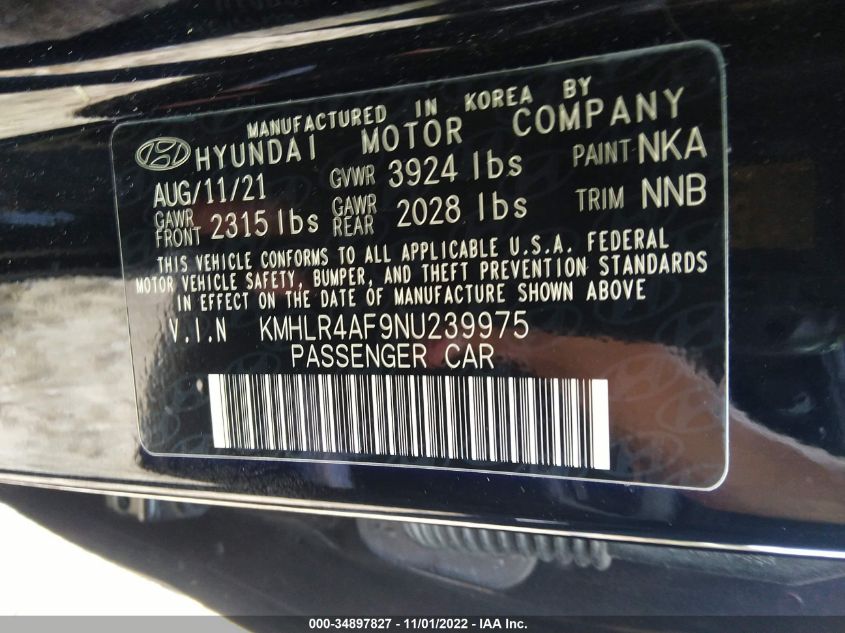 MANUFACTURED IN KOREA BY
HYUNDAI MOTOR COMPANY
AUG/11/21 GVWR 3924 lbs PAINT NKA
GAWR FRONT 2315 lbs GAWR REAR 2028 lbs TRIM NNB
THIS VEHICLE CONFORMS TO ALL APPLICABLE U.S.A. FEDERAL
MOTOR VEHICLE SAFETY, BUMPER, AND THEFT PREVENTION STANDARDS
IN EFFECT ON THE DATE OF MANUFACTURE SHOWN ABOVE
V.I.N KMHLR4AF9NU239975
PASSENGER CAR
000-34897827 - 11/01/2022 - IAA Inc.